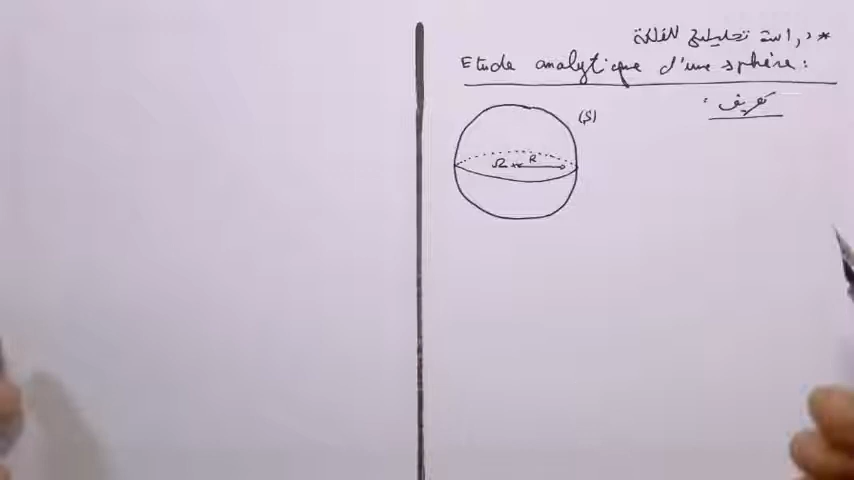 * دراسة تحليلية للفلكة
Etude analytique d'une sphère :
تعريف :
(S)
Ω R